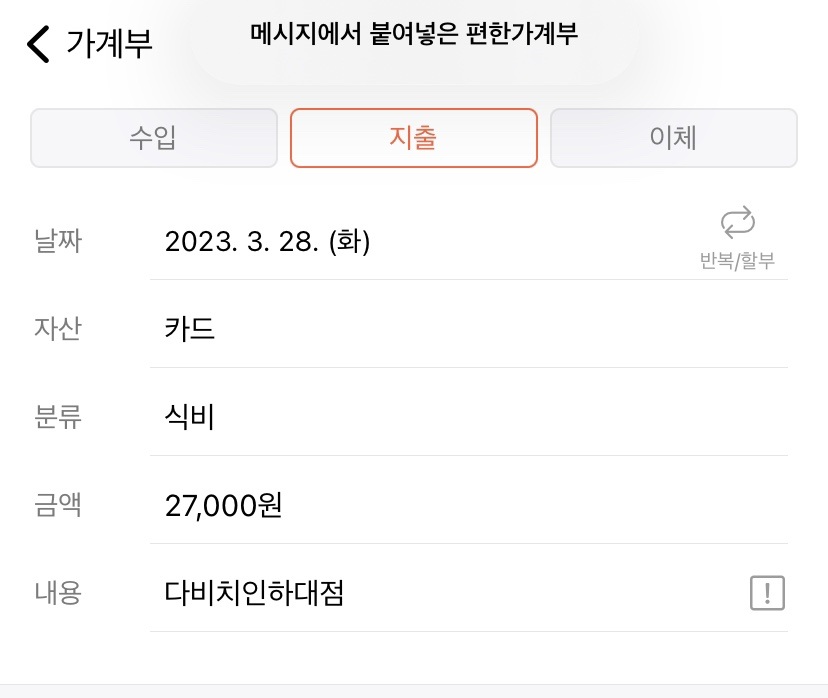 메시지에서 붙여넣은 편한가계부
가계부
수입 지출 이체
날짜 2023. 3. 28. (화) 반복/할부
자산 카드
분류 식비
금액 27,000원
내용 다비치인하대점